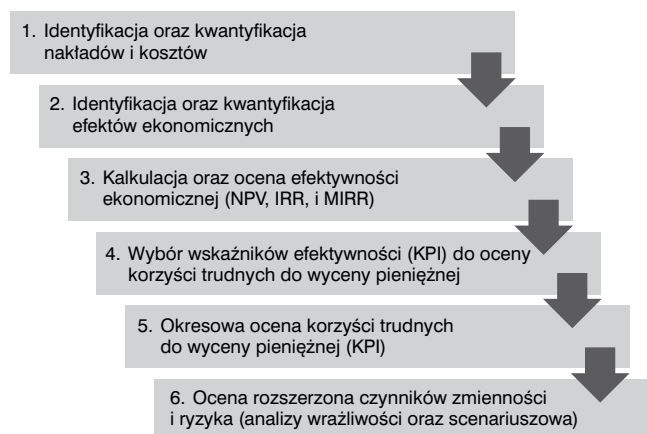 1. Identyfikacja oraz kwantyfikacja
nakładów i kosztów
2. Identyfikacja oraz kwantyfikacja
efektów ekonomicznych
3. Kalkulacja oraz ocena efektywności
ekonomicznej (NPV, IRR, i MIRR)
4. Wybór wskaźników efektywności (KPI) do oceny
korzyści trudnych do wyceny pieniężnej
5. Okresowa ocena korzyści trudnych
do wyceny pieniężnej (KPI)
6. Ocena rozszerzona czynników zmienności
i ryzyka (analizy wrażliwości oraz scenariuszowa)